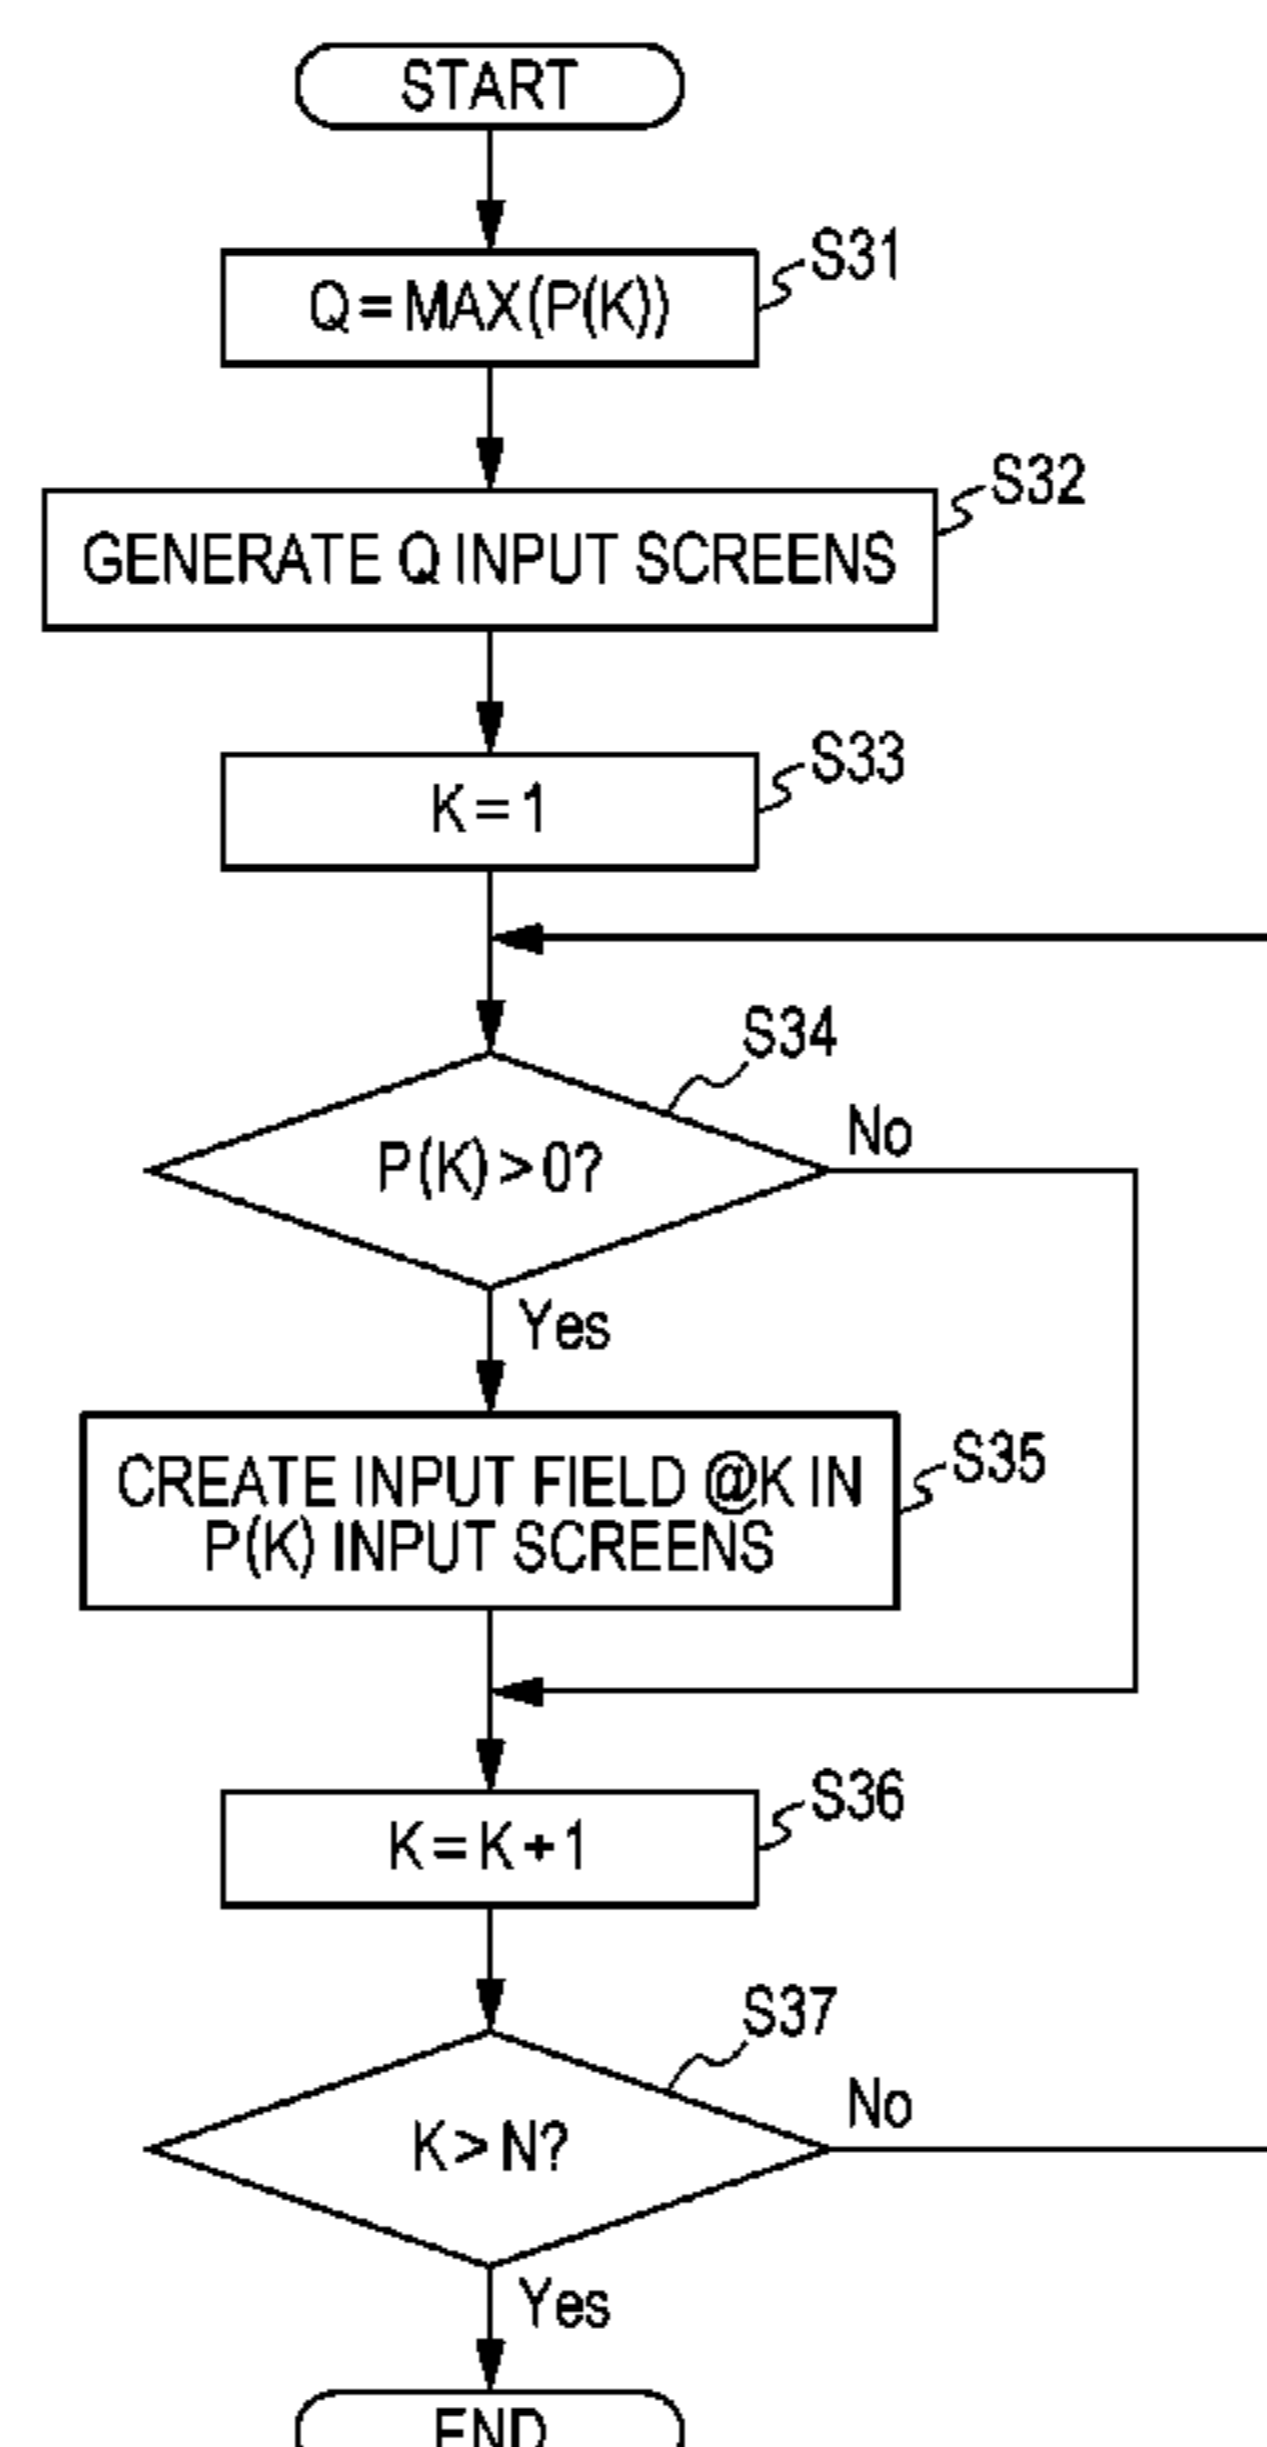 START
S31
Q=MAX(P(K))
S32
GENERATE Q INPUT SCREENS
S33
K=1
S34
P(K)>0?
No
Yes
S35
CREATE INPUT FIELD @K IN
P(K) INPUT SCREENS
S36
K=K+1
S37
K>N?
No
Yes
END